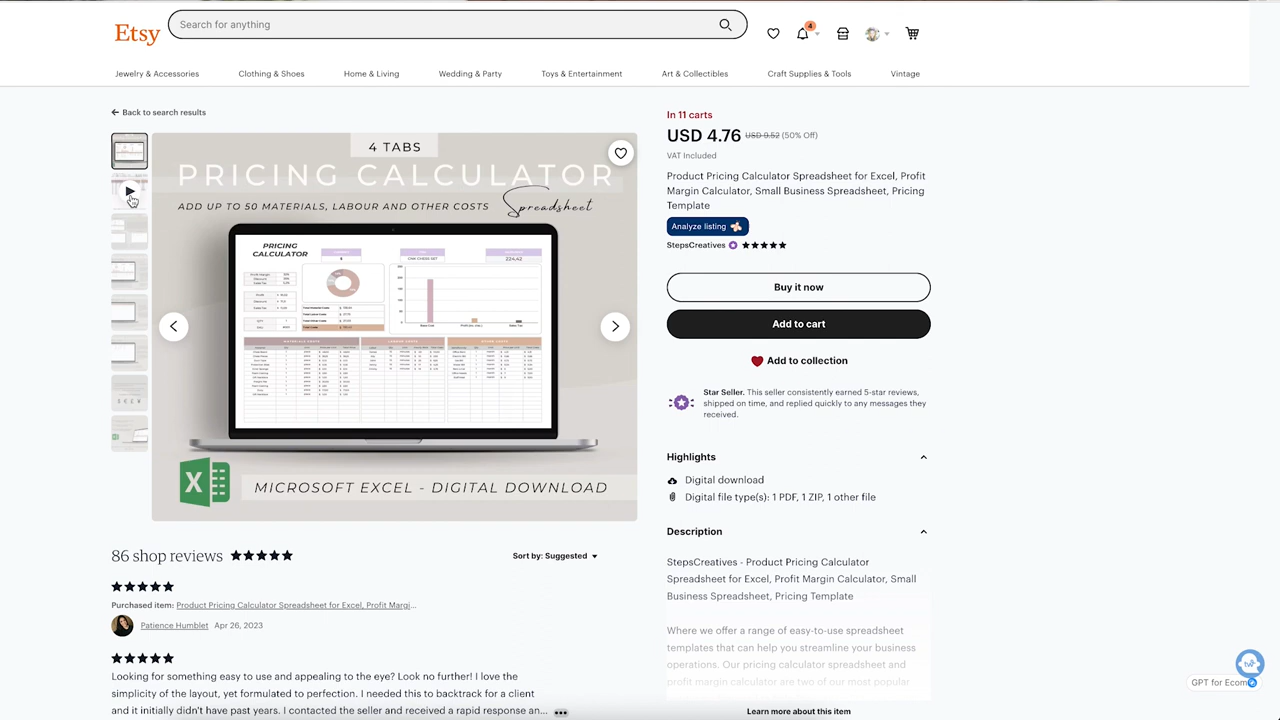 Etsy
Search for anything
4
Jewelry & Accessories
Clothing & Shoes
Home & Living
Wedding & Party
Toys & Entertainment
Art & Collectibles
Craft Supplies & Tools
Vintage
Back to search results
4 TABS
PRICING CALCULATOR
ADD UP TO 50 MATERIALS, LABOUR AND OTHER COSTS
Spreadsheet
PRICING
CALCULATOR
MICROSOFT EXCEL - DIGITAL DOWNLOAD
In 11 carts
USD 4.76 USD 9.52 (50% Off)
VAT Included
Product Pricing Calculator Spreadsheet for Excel, Profit
Margin Calculator, Small Business Spreadsheet, Pricing
Template
Analyze listing
StepsCreatives
Buy it now
Add to cart
Add to collection
Star Seller. This seller consistently earned 5-star reviews,
shipped on time, and replied quickly to any messages they
received.
Highlights
Digital download
Digital file type(s): 1 PDF, 1 ZIP, 1 other file
Description
StepsCreatives - Product Pricing Calculator
Spreadsheet for Excel, Profit Margin Calculator, Small
Business Spreadsheet, Pricing Template
Where we offer a range of easy-to-use spreadsheet
templates that can help you streamline your business
operations. Our pricing calculator spreadsheet and
profit margin calculator are two of our most popular
Learn more about this item
86 shop reviews
Sort by: Suggested
Purchased item: Product Pricing Calculator Spreadsheet for Excel, Profit Margi...
Patience Humblet Apr 26, 2023
Looking for something easy to use and appealing to the eye? Look no further! I love the
simplicity of the layout, yet formulated to perfection. I needed this to backtrack for a client
and it initially didn't have past years. I contacted the seller and received a rapid response an...
GPT for Ecom